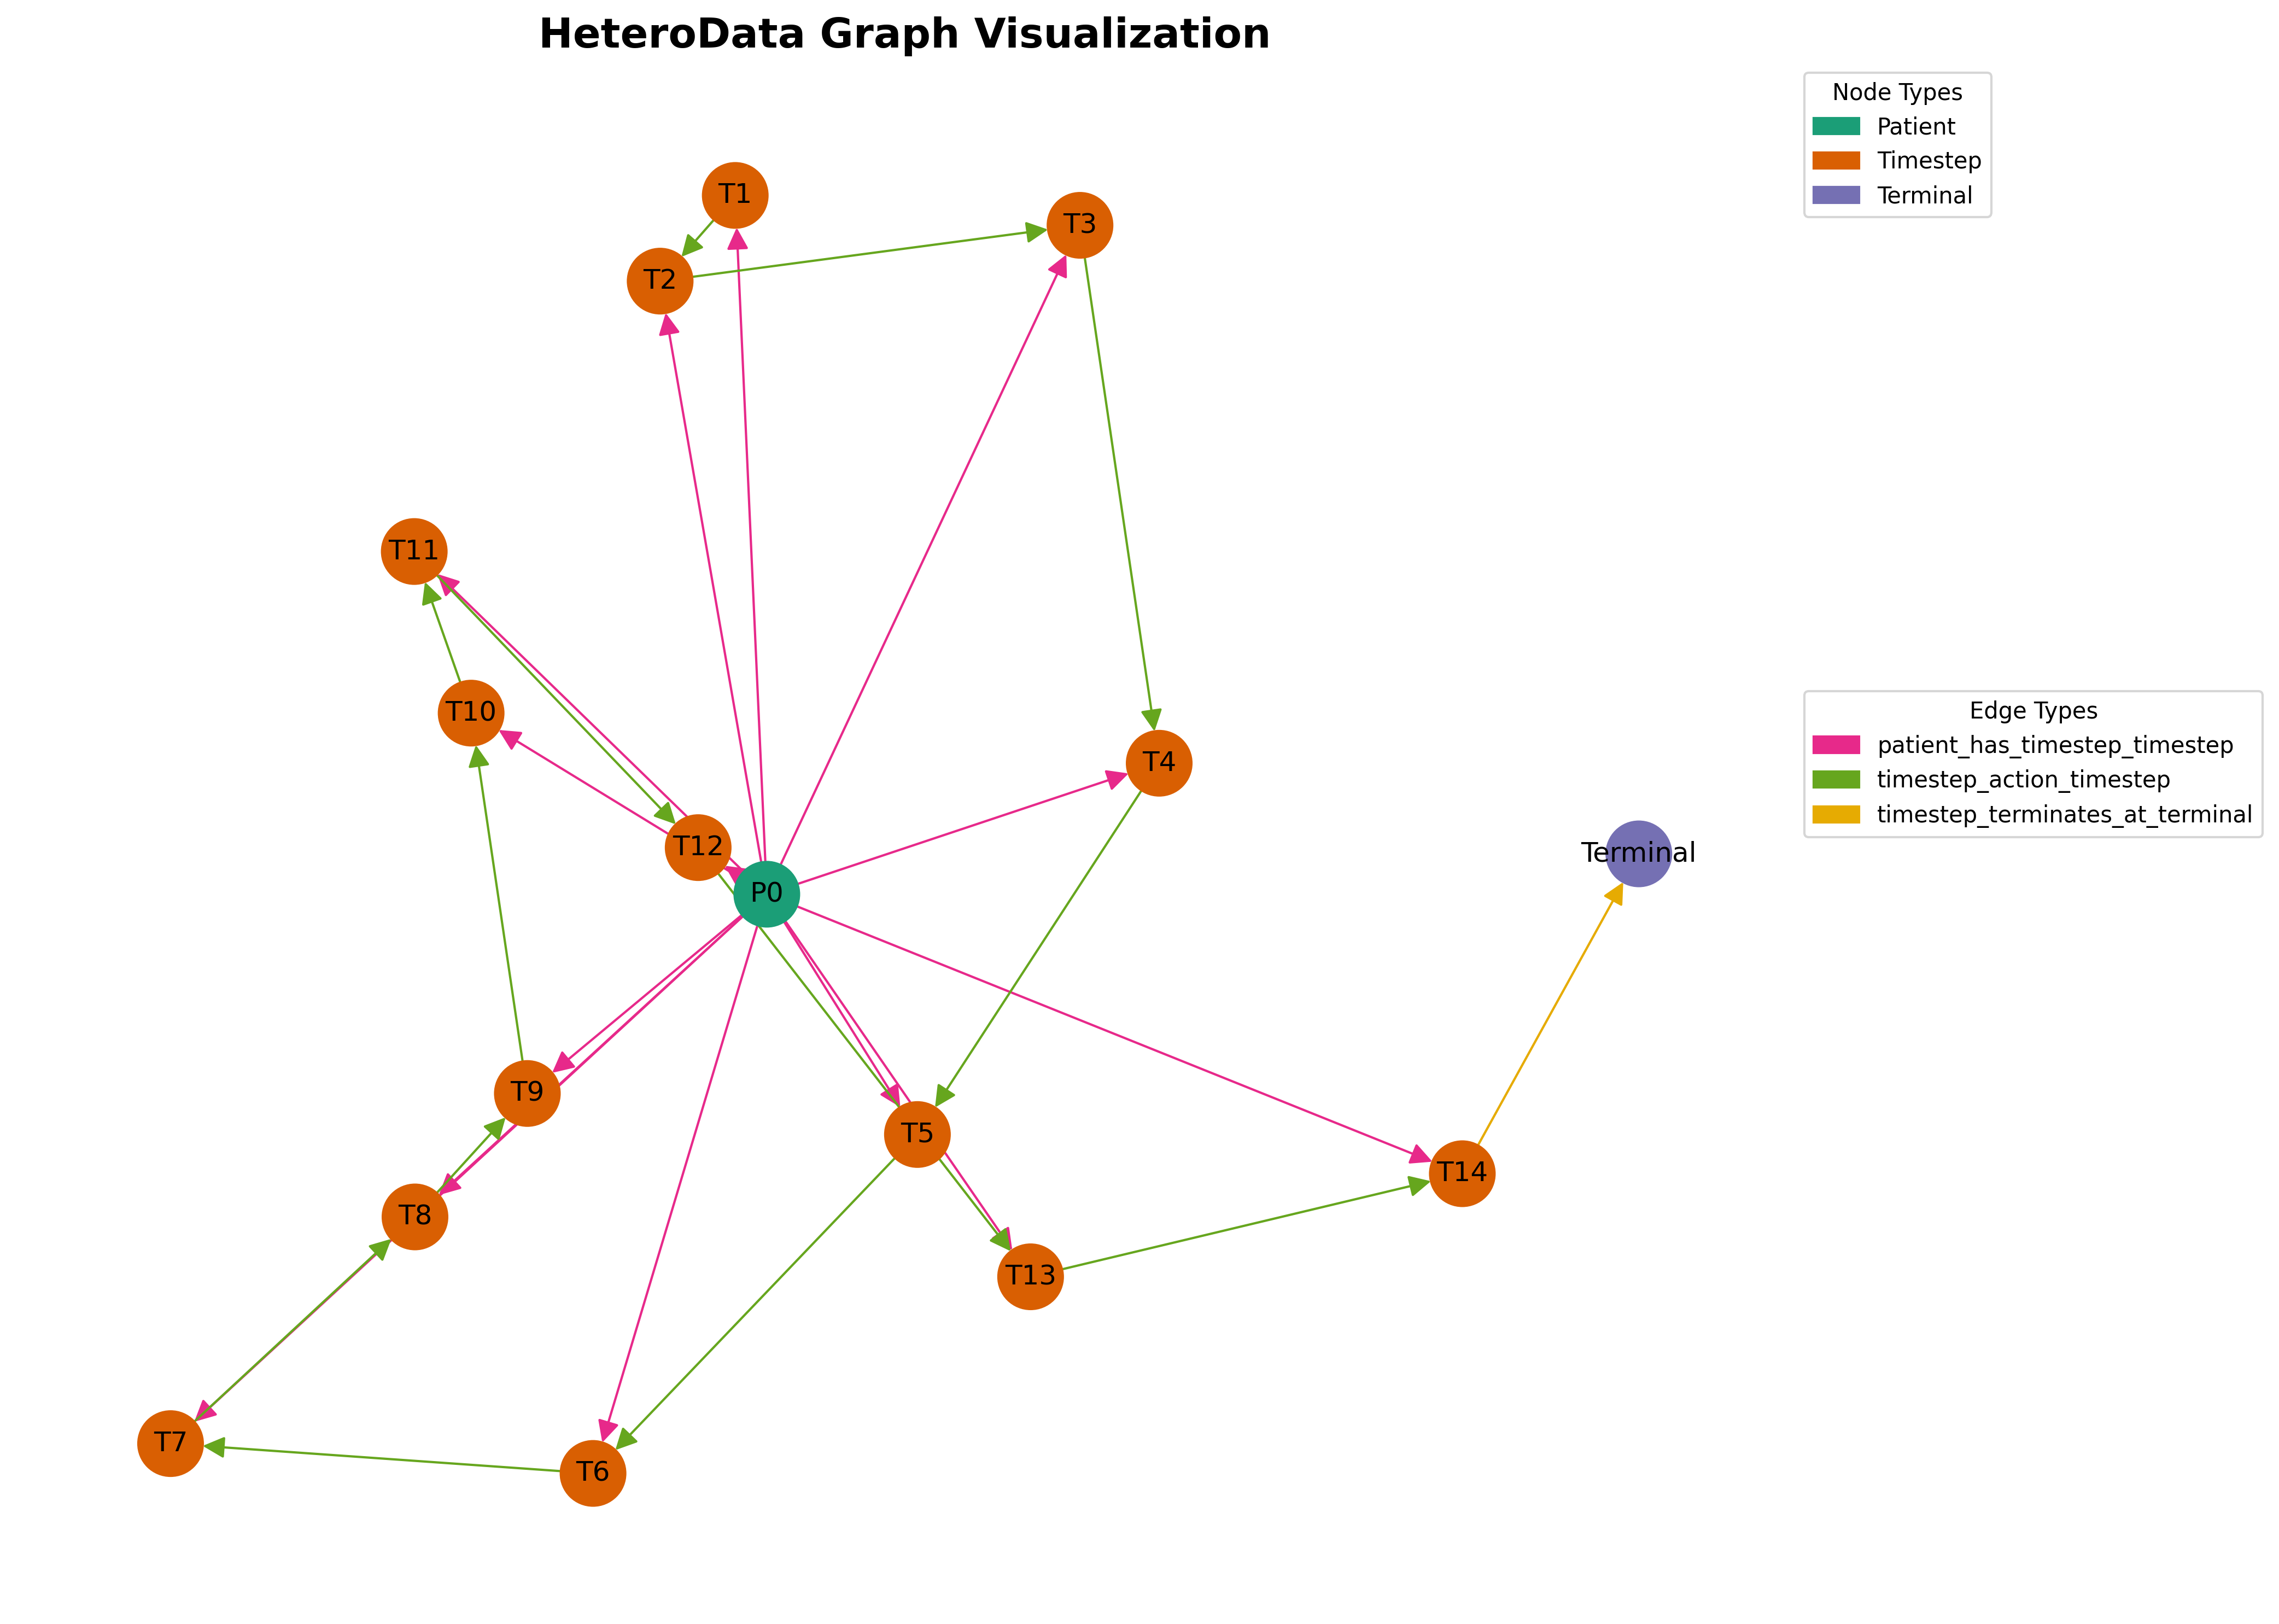 HeteroData Graph Visualization
Node Types
Patient
Timestep
Terminal
T1
T3
T2
T11
T10
T4
T12
P0
Terminal
Edge Types
patient_has_timestep_timestep
timestep_action_timestep
timestep_terminates_at_terminal
T9
T5
T14
T8
T13
T7
T6